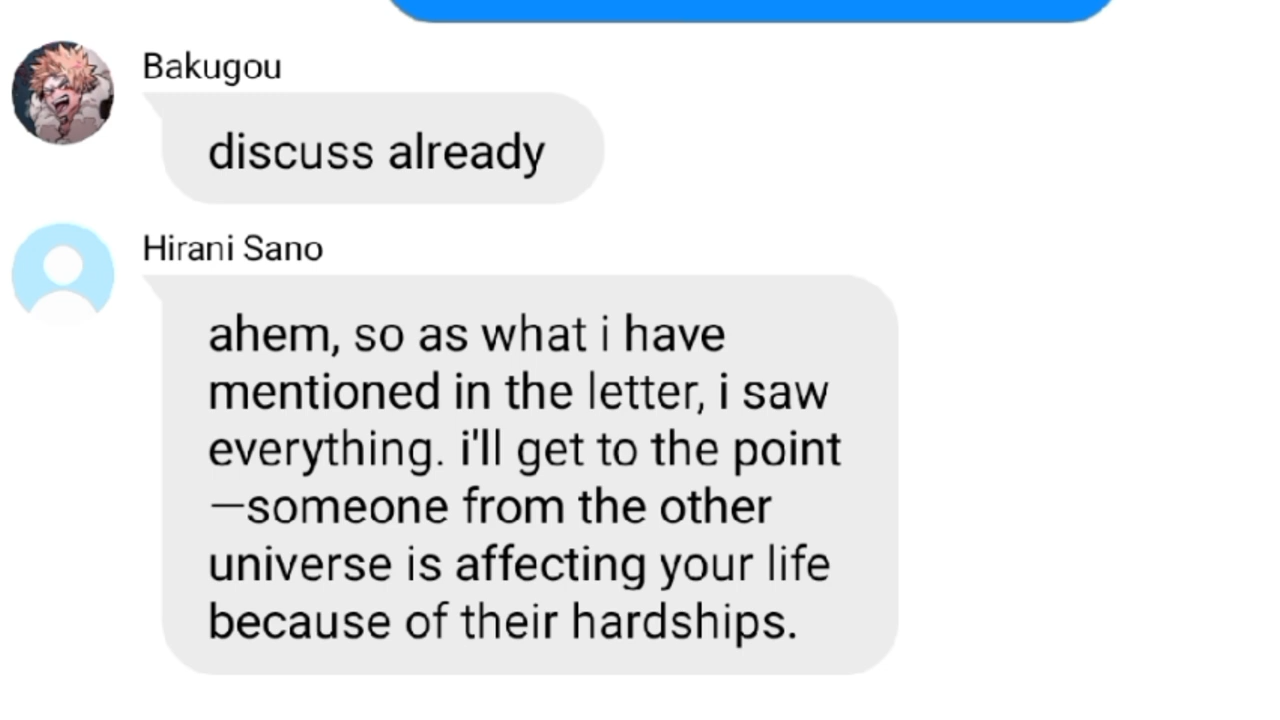 Bakugou
discuss already
Hirani Sano
ahem, so as what i have
mentioned in the letter, i saw
everything. i'll get to the point
—someone from the other
universe is affecting your life
because of their hardships.